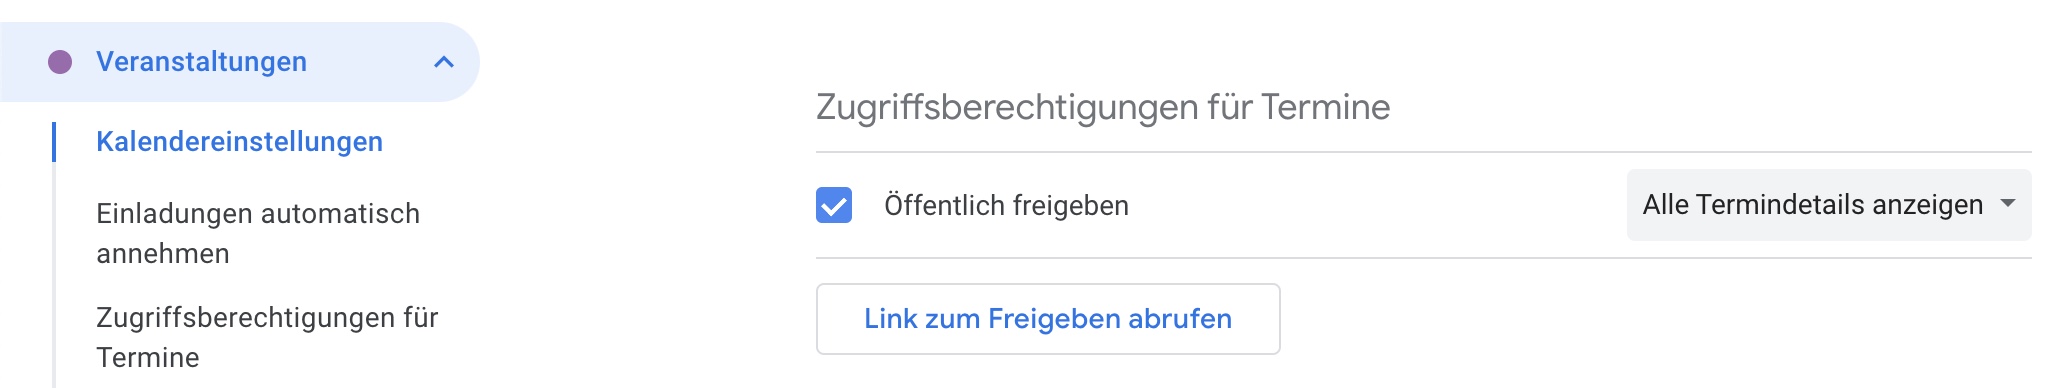 Veranstaltungen
Kalendereinstellungen
Einladungen automatisch
annehmen
Zugriffsberechtigungen für
Termine
Zugriffsberechtigungen für Termine
Öffentlich freigeben
Alle Termindetails anzeigen
Link zum Freigeben abrufen